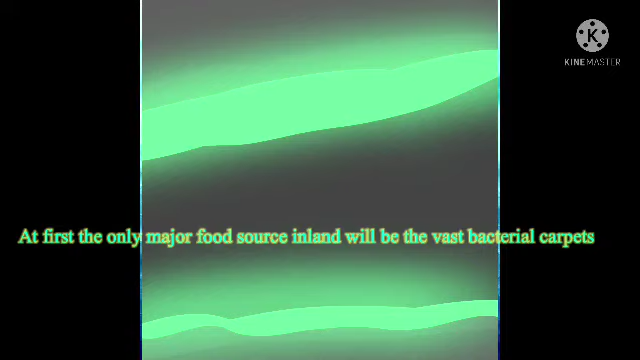 K
KINEMASTER
At first the only major food source inland will be the vast bacterial carpets